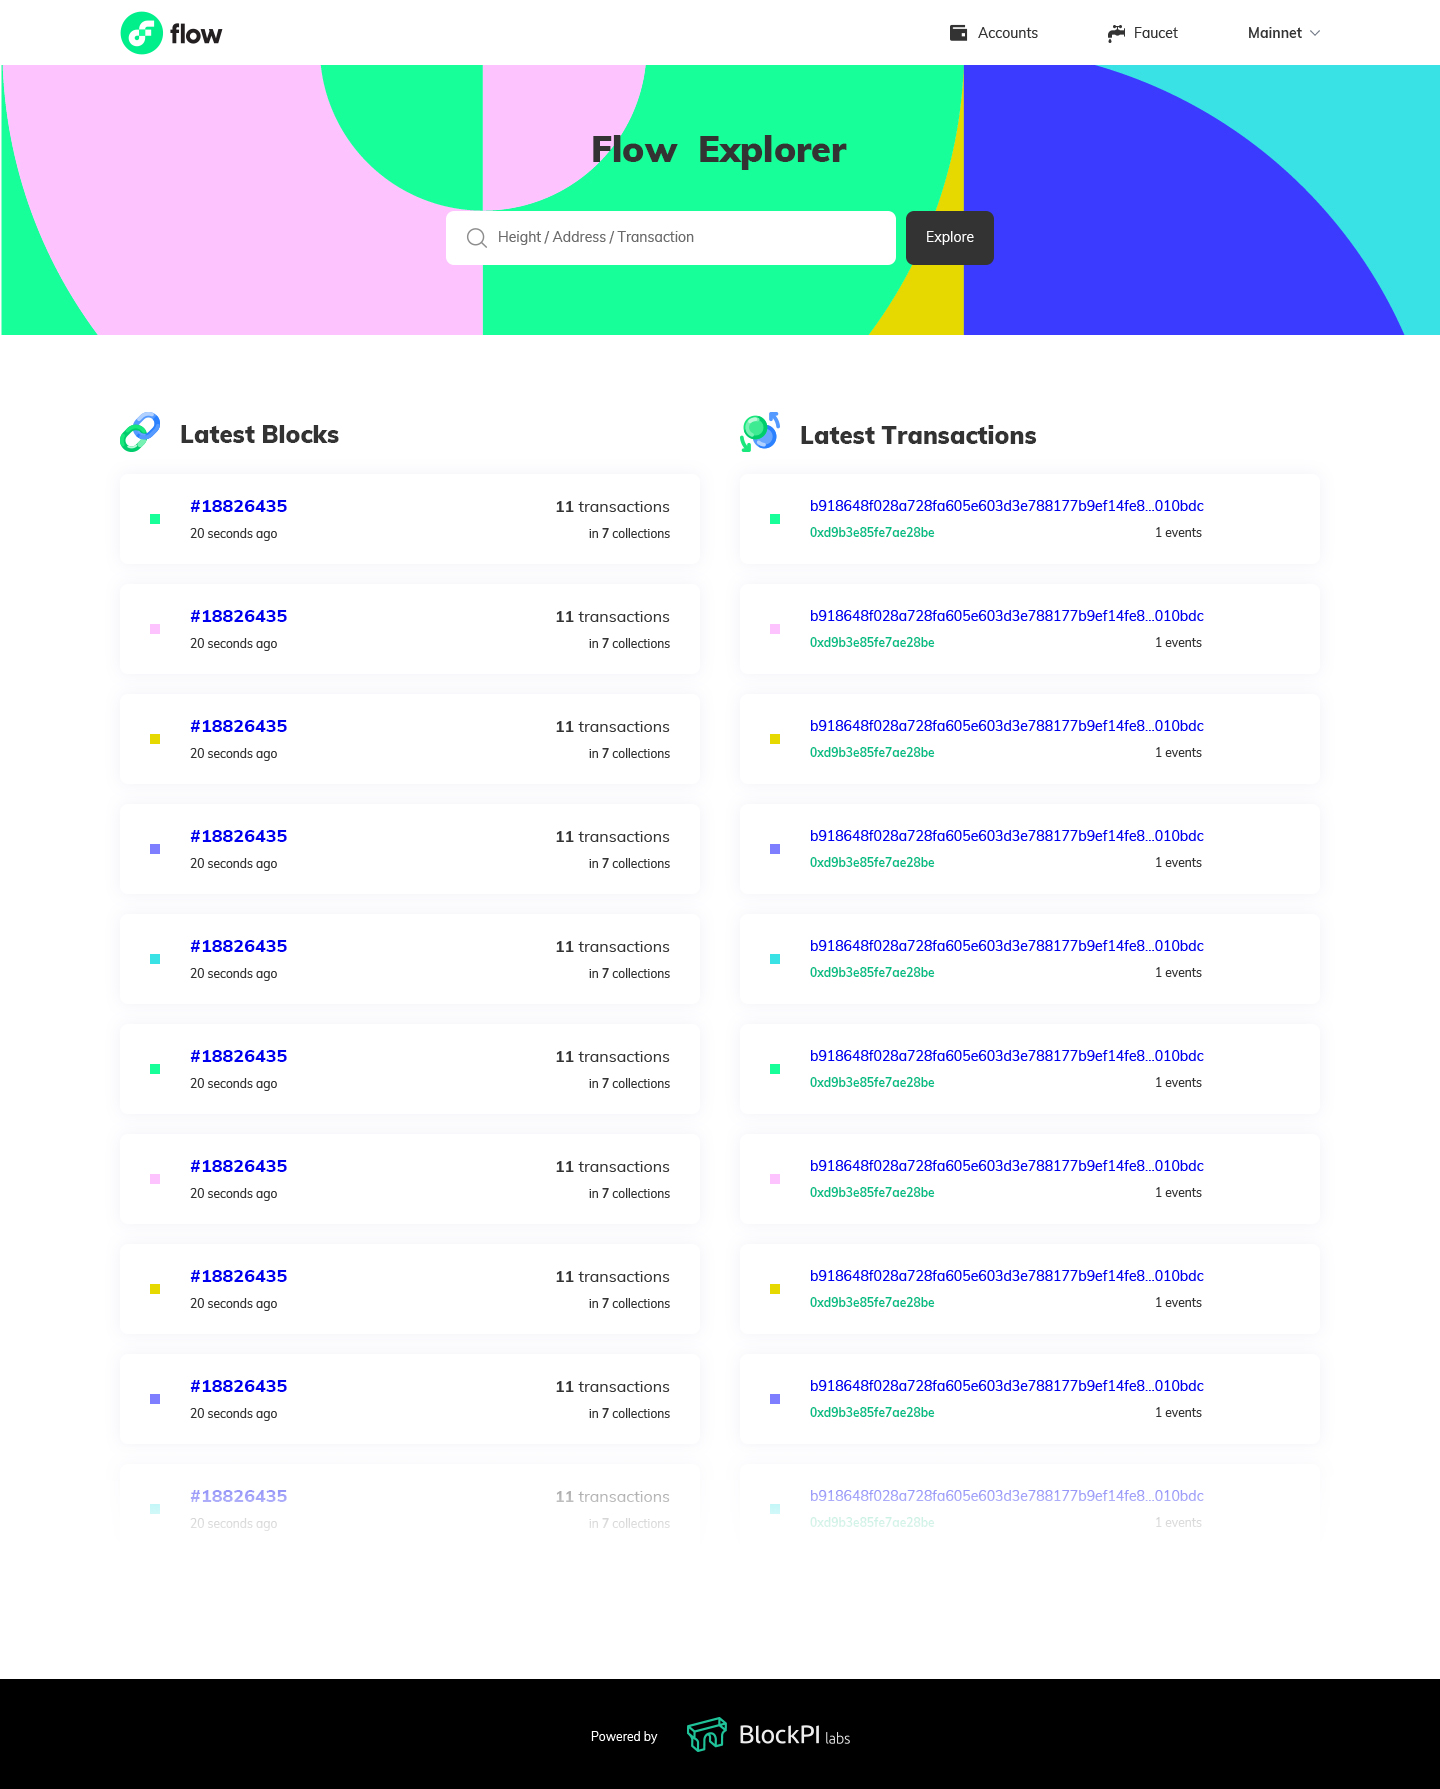 flow
Accounts
Faucet
Mainnet
Flow Explorer
Height / Address / Transaction
Explore
Latest Blocks
#18826435
11 transactions
20 seconds ago
in 7 collections
#18826435
11 transactions
20 seconds ago
in 7 collections
#18826435
11 transactions
20 seconds ago
in 7 collections
#18826435
11 transactions
20 seconds ago
in 7 collections
#18826435
11 transactions
20 seconds ago
in 7 collections
#18826435
11 transactions
20 seconds ago
in 7 collections
#18826435
11 transactions
20 seconds ago
in 7 collections
#18826435
11 transactions
20 seconds ago
in 7 collections
#18826435
11 transactions
20 seconds ago
in 7 collections
#18826435
11 transactions
20 seconds ago
in 7 collections
Latest Transactions
b918648f028a728fa605e603d3e788177b9ef14fe8...010bdc
0xd9b3e85fe7ae28be
1 events
b918648f028a728fa605e603d3e788177b9ef14fe8...010bdc
0xd9b3e85fe7ae28be
1 events
b918648f028a728fa605e603d3e788177b9ef14fe8...010bdc
0xd9b3e85fe7ae28be
1 events
b918648f028a728fa605e603d3e788177b9ef14fe8...010bdc
0xd9b3e85fe7ae28be
1 events
b918648f028a728fa605e603d3e788177b9ef14fe8...010bdc
0xd9b3e85fe7ae28be
1 events
b918648f028a728fa605e603d3e788177b9ef14fe8...010bdc
0xd9b3e85fe7ae28be
1 events
b918648f028a728fa605e603d3e788177b9ef14fe8...010bdc
0xd9b3e85fe7ae28be
1 events
b918648f028a728fa605e603d3e788177b9ef14fe8...010bdc
0xd9b3e85fe7ae28be
1 events
b918648f028a728fa605e603d3e788177b9ef14fe8...010bdc
0xd9b3e85fe7ae28be
1 events
b918648f028a728fa605e603d3e788177b9ef14fe8...010bdc
0xd9b3e85fe7ae28be
1 events
Powered by
BlockPI labs